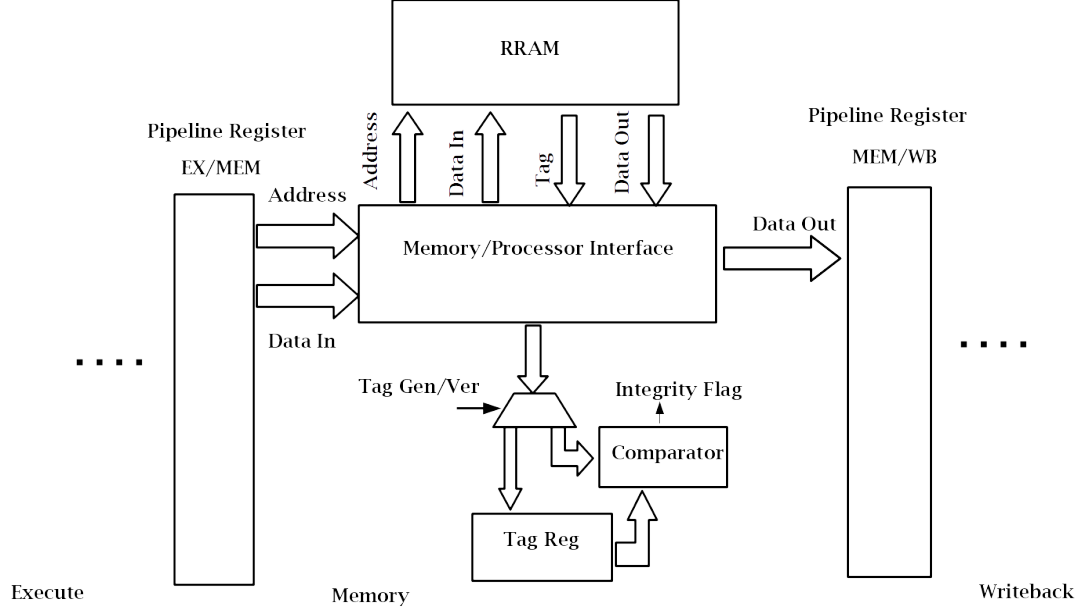 RRAM
Pipeline Register
EX/MEM
Pipeline Register
MEM/WB
Address
Data In
Tag
Data Out
Address
Data In
Memory/Processor Interface
Data Out
Tag Gen/Ver
Integrity Flag
Comparator
Tag Reg
Execute
Memory
Writeback